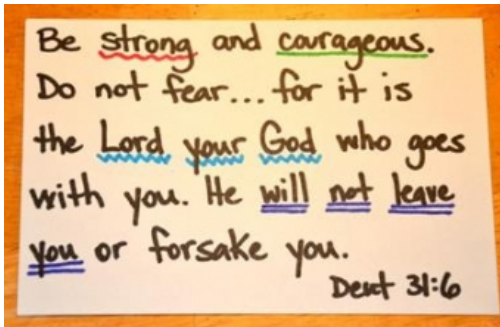 Be strong and courageous.
Do not fear... for it is
the Lord your God who goes
with you. He will not leave
you or forsake you.
Deut 31:6